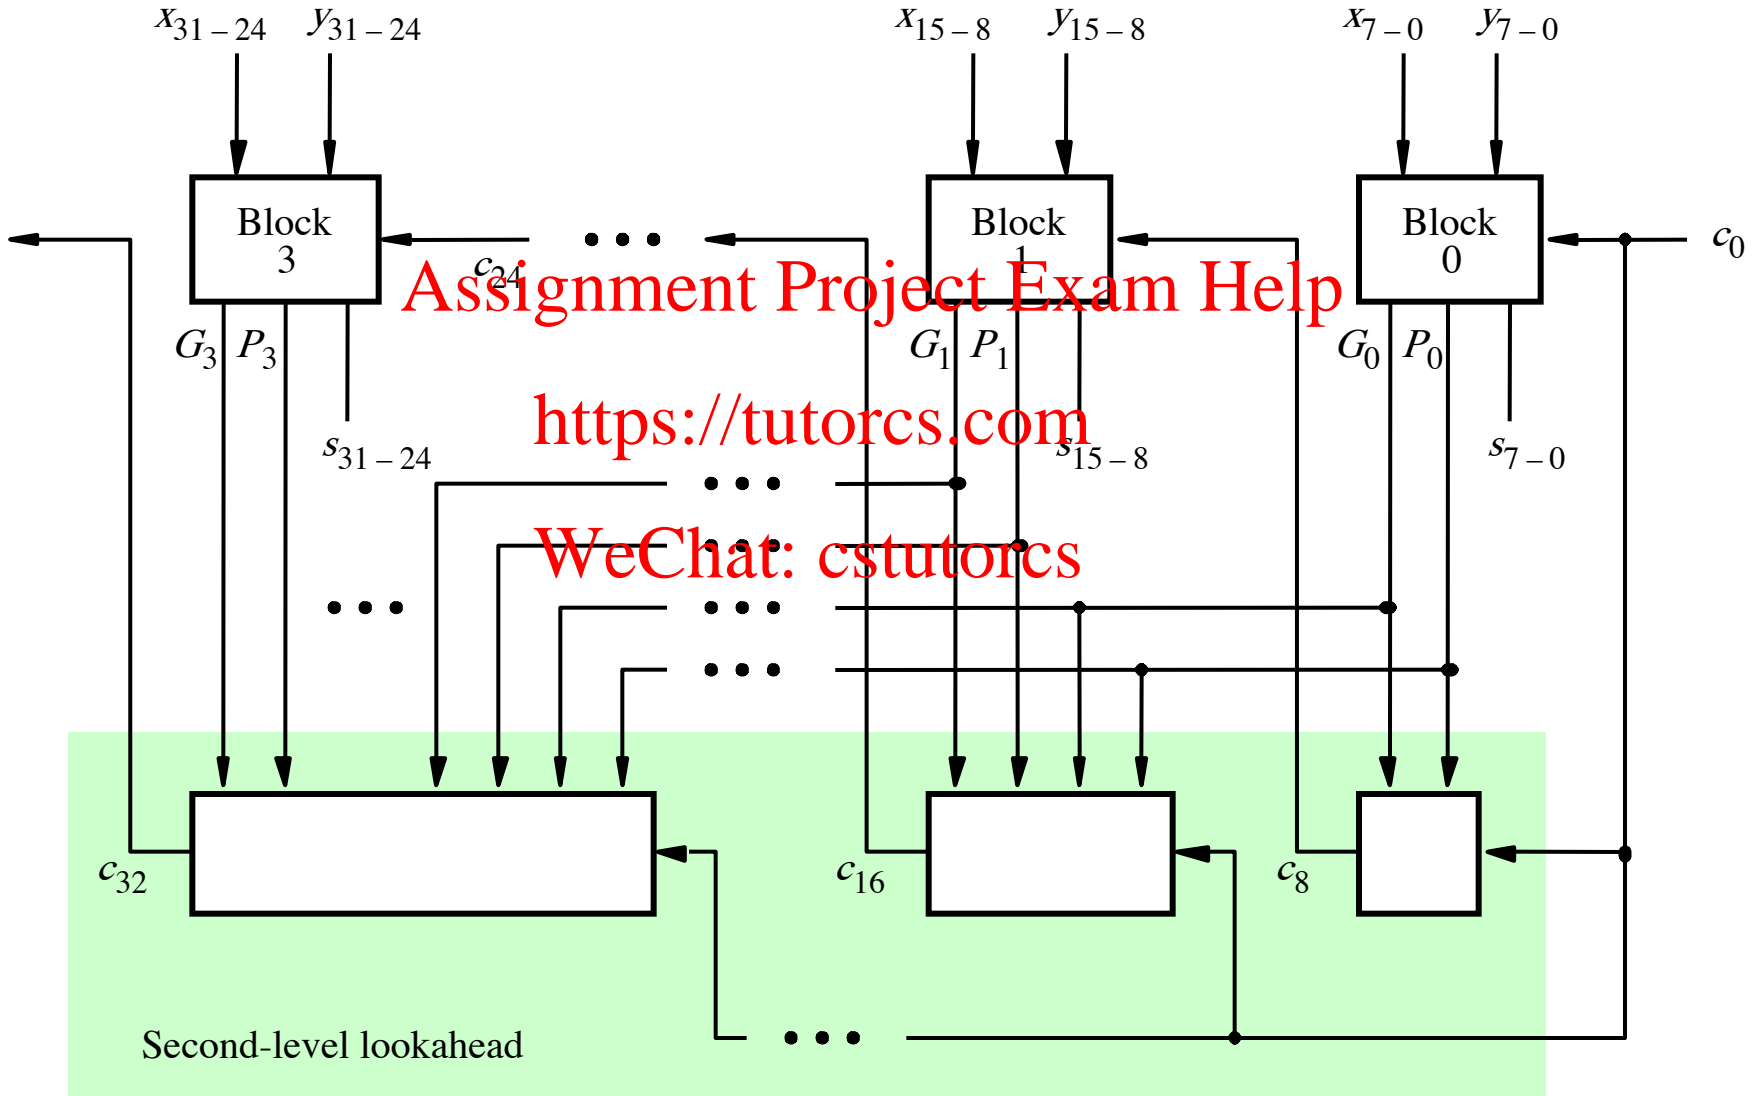 x31 – 24 y31 – 24 x15 – 8 y15 – 8 x7 – 0 y7 – 0
Block 3
Block 1
Block 0
c0
c24
Assignment Project Exam Help
G3 P3 G1 P1 G0 P0
https://tutorcs.com
s31 – 24 s15 – 8 s7 – 0
WeChat: cstutorcs
c32 c16 c8
Second-level lookahead